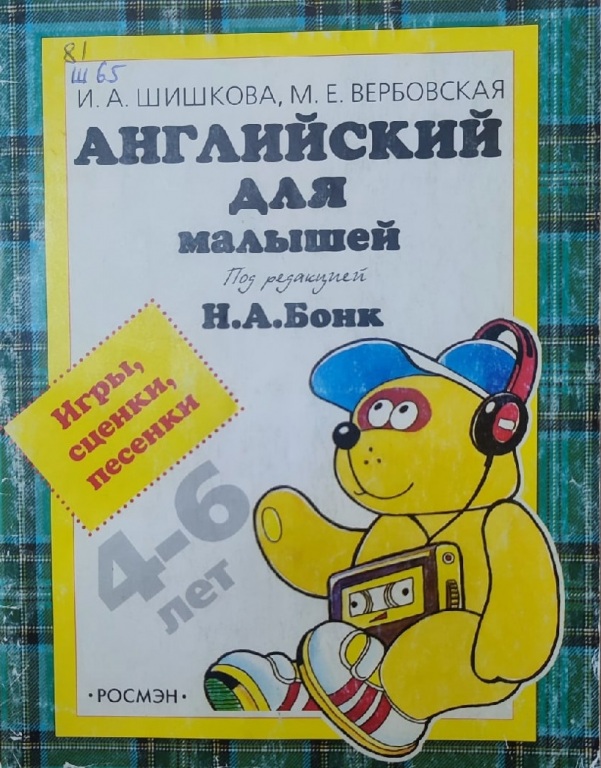 81
Ш 65
И. А. ШИШКОВА, М. Е. ВЕРБОВСКАЯ
АНГЛИЙСКИЙ
ДЛЯ
МАЛЫШЕЙ
Под редакцией
Н.А.Бонк
Игры,
сценки,
песенки
4-6
лет
·РОСМЭН·